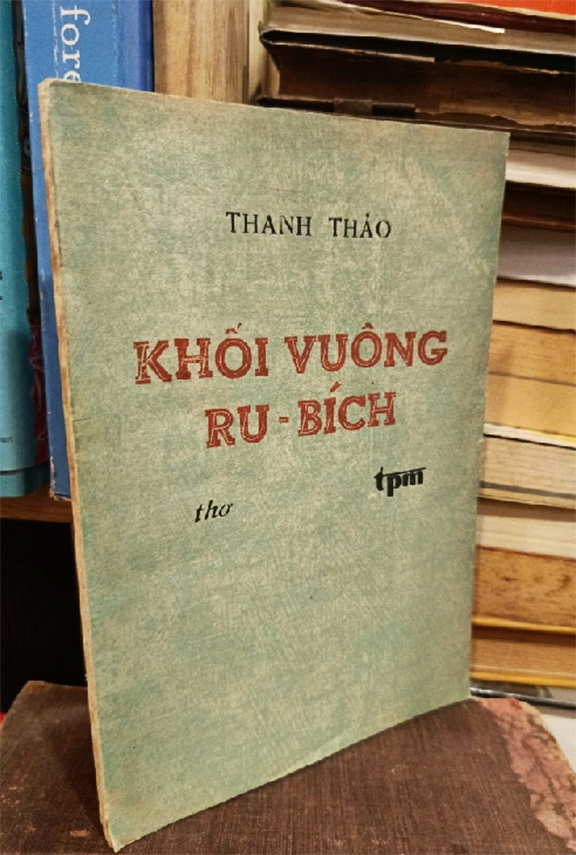 fore
THANH THẢO
KHỐI VUÔNG
RU-BÍCH
tpm
thơ